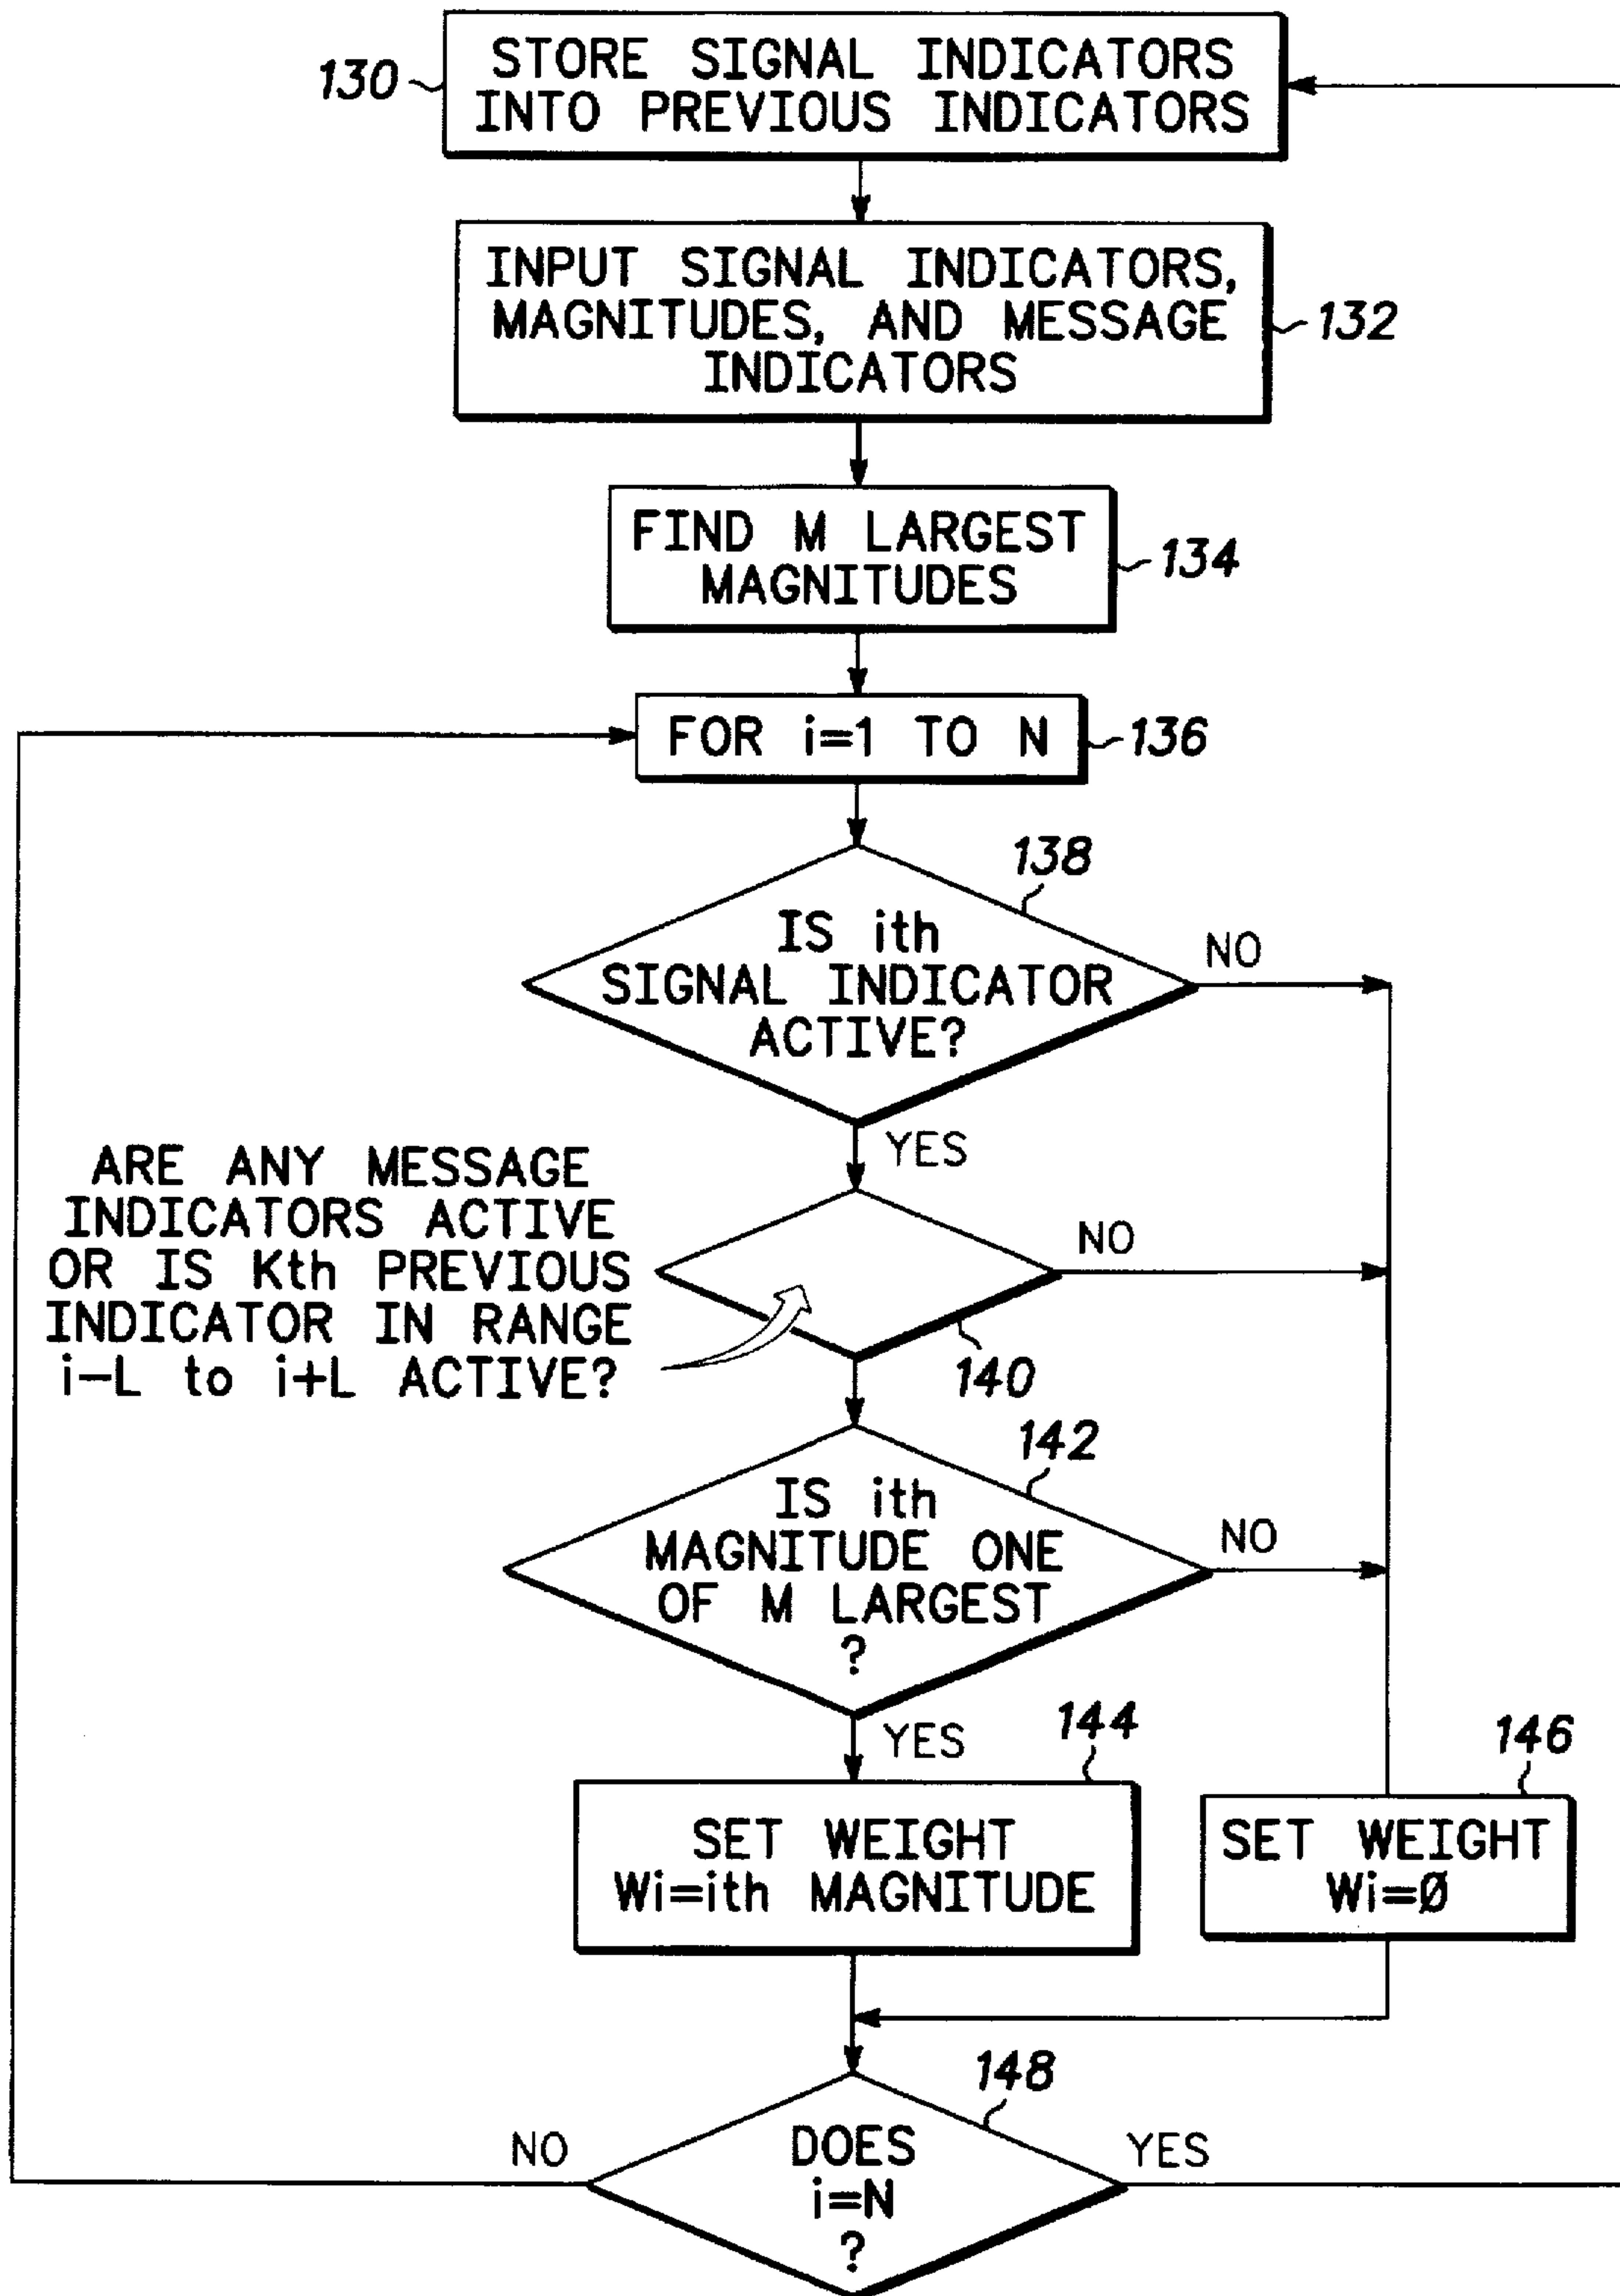 STORE SIGNAL INDICATORS
INTO PREVIOUS INDICATORS
130
INPUT SIGNAL INDICATORS,
MAGNITUDES, AND MESSAGE
INDICATORS
132
FIND M LARGEST
MAGNITUDES
134
FOR i=1 TO N
136
138
IS ith
SIGNAL INDICATOR
ACTIVE?
NO
YES
ARE ANY MESSAGE
INDICATORS ACTIVE
OR IS Kth PREVIOUS
INDICATOR IN RANGE
i–L to i+L ACTIVE?
NO
140
142
IS ith
MAGNITUDE ONE
OF M LARGEST
?
NO
YES
144
SET WEIGHT
Wi=ith MAGNITUDE
146
SET WEIGHT
Wi=Ø
148
DOES
i=N
?
NO
YES